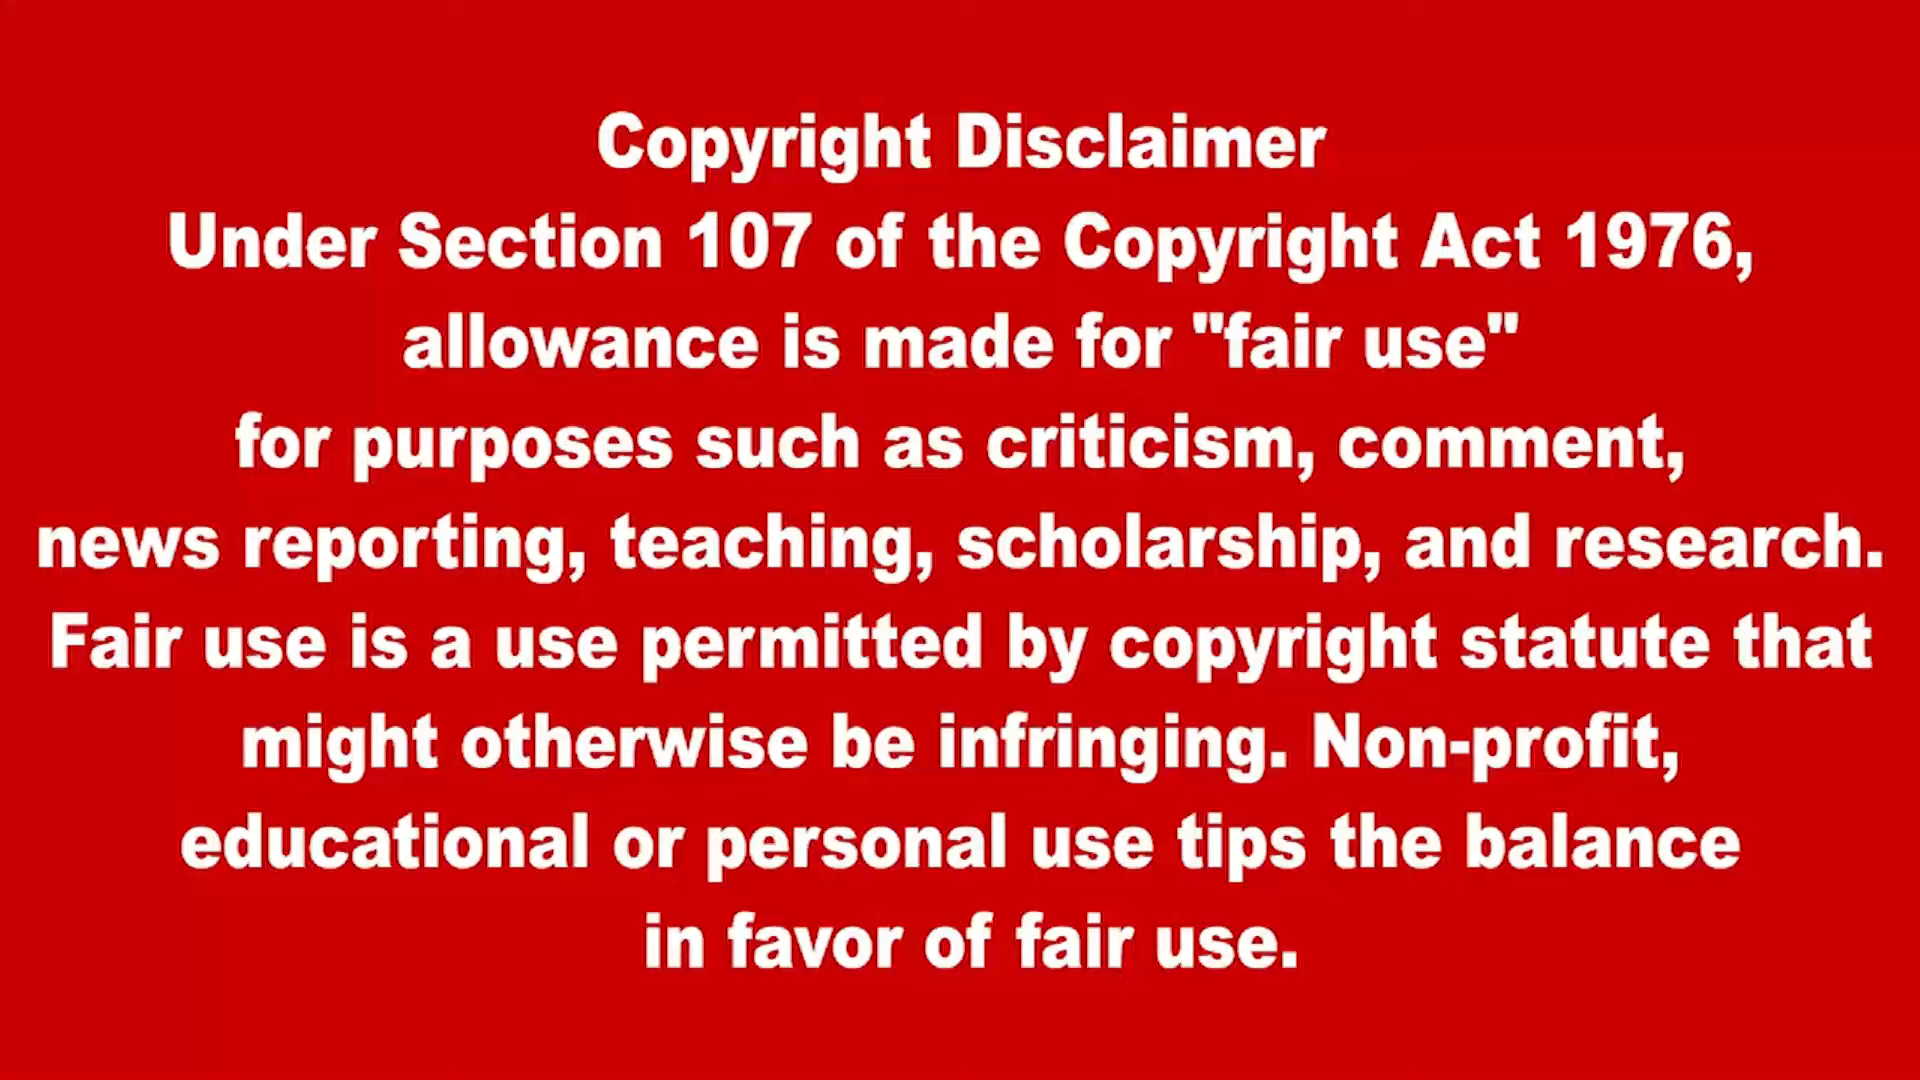 Copyright Disclaimer
Under Section 107 of the Copyright Act 1976,
allowance is made for "fair use"
for purposes such as criticism, comment,
news reporting, teaching, scholarship, and research.
Fair use is a use permitted by copyright statute that
might otherwise be infringing. Non-profit,
educational or personal use tips the balance
in favor of fair use.